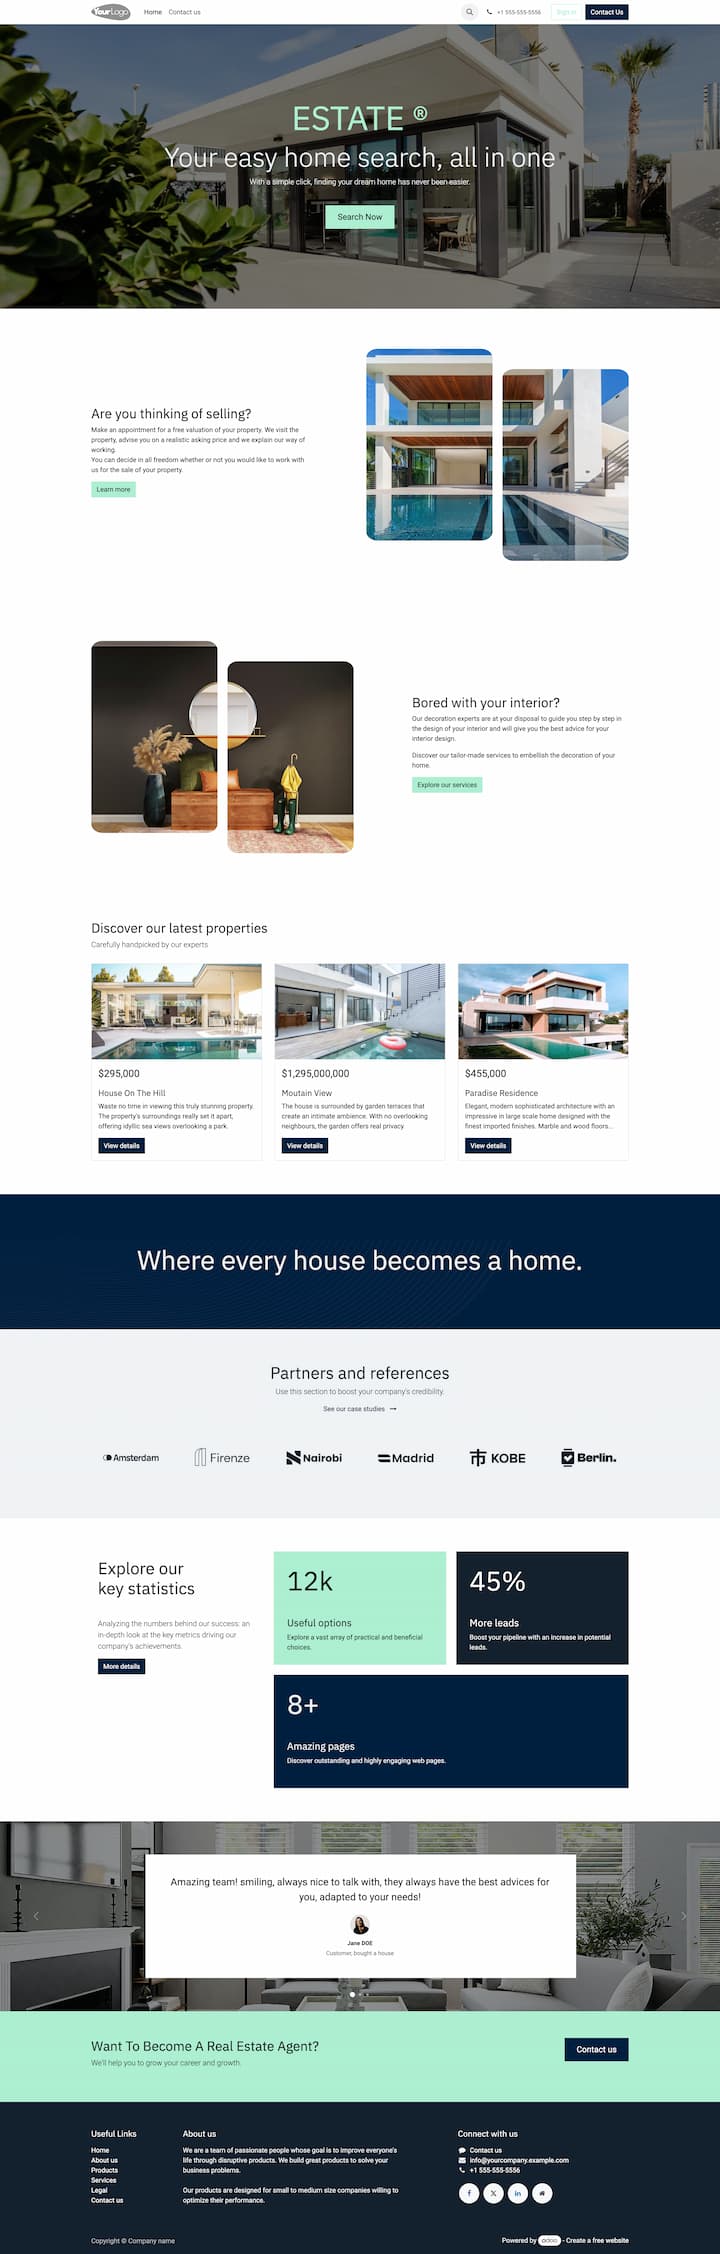 YourLogo
Home
Contact us
+1 555-555-5556
Sign in
Contact Us
ESTATE ®
Your easy home search, all in one
With a simple click, finding your dream home has never been easier.
Search Now
Are you thinking of selling?
Make an appointment for a free valuation of your property. We visit the
property, advise you on a realistic asking price and we explain our way of
working.
You can decide in all freedom whether or not you would like to work with
us for the sale of your property.
Learn more
Bored with your interior?
Our decoration experts are at your disposal to guide you step by step in
the design of your interior and will give you the best advice for your
interior design.
Discover our tailor-made services to embellish the decoration of your
home.
Explore our services
Discover our latest properties
Carefully handpicked by our experts
$295,000
House On The Hill
Waste no time in viewing this truly stunning property.
The property's surroundings really set it apart,
offering idyllic sea views overlooking a park.
View details
$1,295,000,000
Moutain View
The house is surrounded by garden terraces that
create an intimate ambience. With no overlooking
neighbours, the garden offers real privacy.
View details
$455,000
Paradise Residence
Elegant, modern sophisticated architecture with an
impressive in large scale home designed with the
finest imported finishes. Marble and wood floors...
View details
Where every house becomes a home.
Partners and references
Use this section to boost your company's credibility.
See our case studies →
Amsterdam
Firenze
Nairobi
Madrid
市 KOBE
Berlin.
Explore our
key statistics
Analyzing the numbers behind our success: an
in-depth look at the key metrics driving our
company's achievements.
More details
12k
Useful options
Explore a vast array of practical and beneficial
choices.
45%
More leads
Boost your pipeline with an increase in potential
leads.
8+
Amazing pages
Discover outstanding and highly engaging web pages.
Amazing team! smiling, always nice to talk with, they always have the best advices for
you, adapted to your needs!
Jane DOE
Customer, bought a house
Want To Become A Real Estate Agent?
We'll help you to grow your career and growth.
Contact us
Useful Links
Home
About us
Products
Services
Legal
Contact us
About us
We are a team of passionate people whose goal is to improve everyone's
life through disruptive products. We build great products to solve your
business problems.
Our products are designed for small to medium size companies willing to
optimize their performance.
Connect with us
Contact us
info@yourcompany.example.com
+1 555-555-5556
Copyright © Company name
Powered by odoo - Create a free website